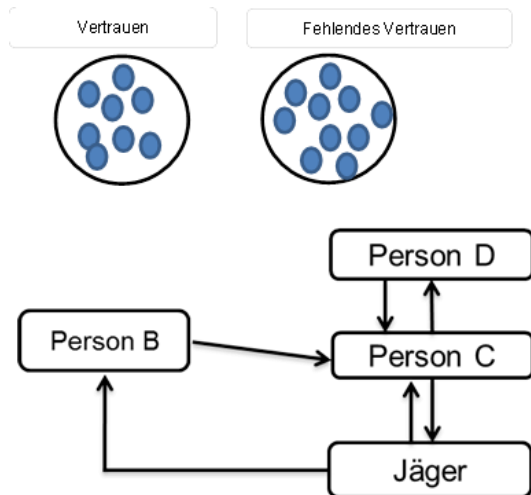 Vertrauen
Fehlendes Vertrauen
Person D
Person B
Person C
Jäger